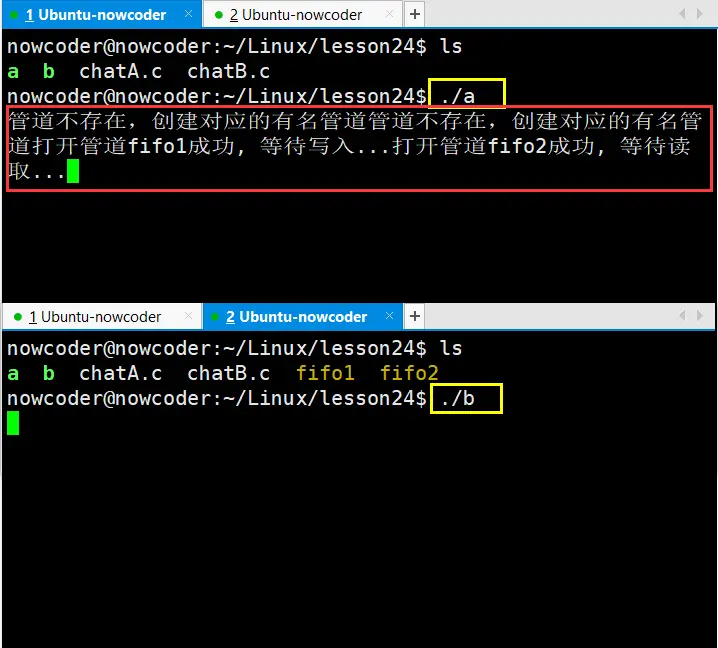 1 Ubuntu-nowcoder × 2 Ubuntu-nowcoder × +
nowcoder@nowcoder:~/Linux/lesson24$ ls
a b chatA.c chatB.c
nowcoder@nowcoder:~/Linux/lesson24$ ./a
管道不存在，创建对应的有名管道管道不存在，创建对应的有名管
道打开管道fifo1成功, 等待写入...打开管道fifo2成功, 等待读
取...
1 Ubuntu-nowcoder × 2 Ubuntu-nowcoder × +
nowcoder@nowcoder:~/Linux/lesson24$ ls
a b chatA.c chatB.c fifo1 fifo2
nowcoder@nowcoder:~/Linux/lesson24$ ./b